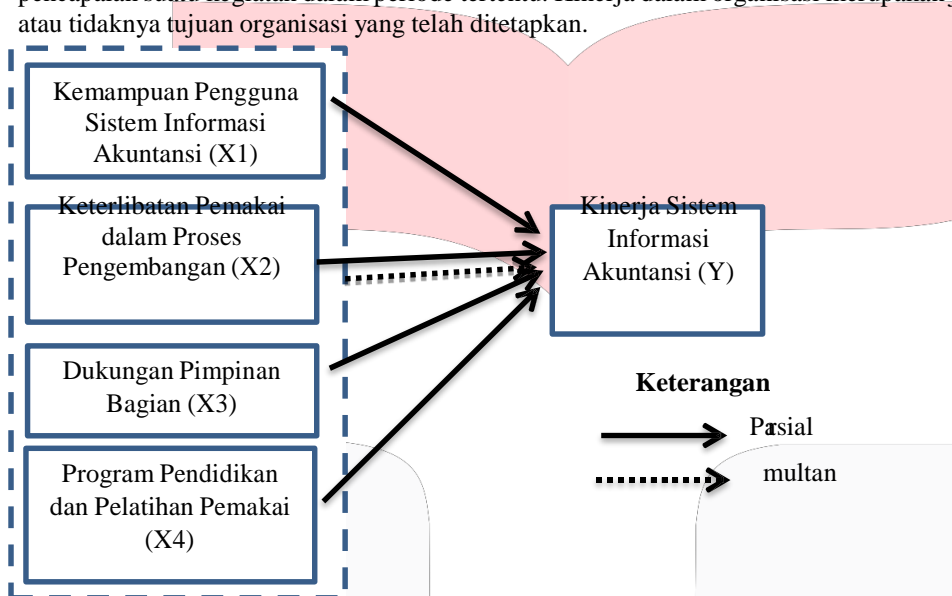 atau tidaknya tujuan organisasi yang telah ditetapkan.
Kemampuan Pengguna
Sistem Informasi
Akuntansi (X1)
Keterlibatan Pemakai
dalam Proses
Pengembangan (X2)
Dukungan Pimpinan
Bagian (X3)
Program Pendidikan
dan Pelatihan Pemakai
(X4)
Kinerja Sistem
Informasi
Akuntansi (Y)
Keterangan
Parsial
multan